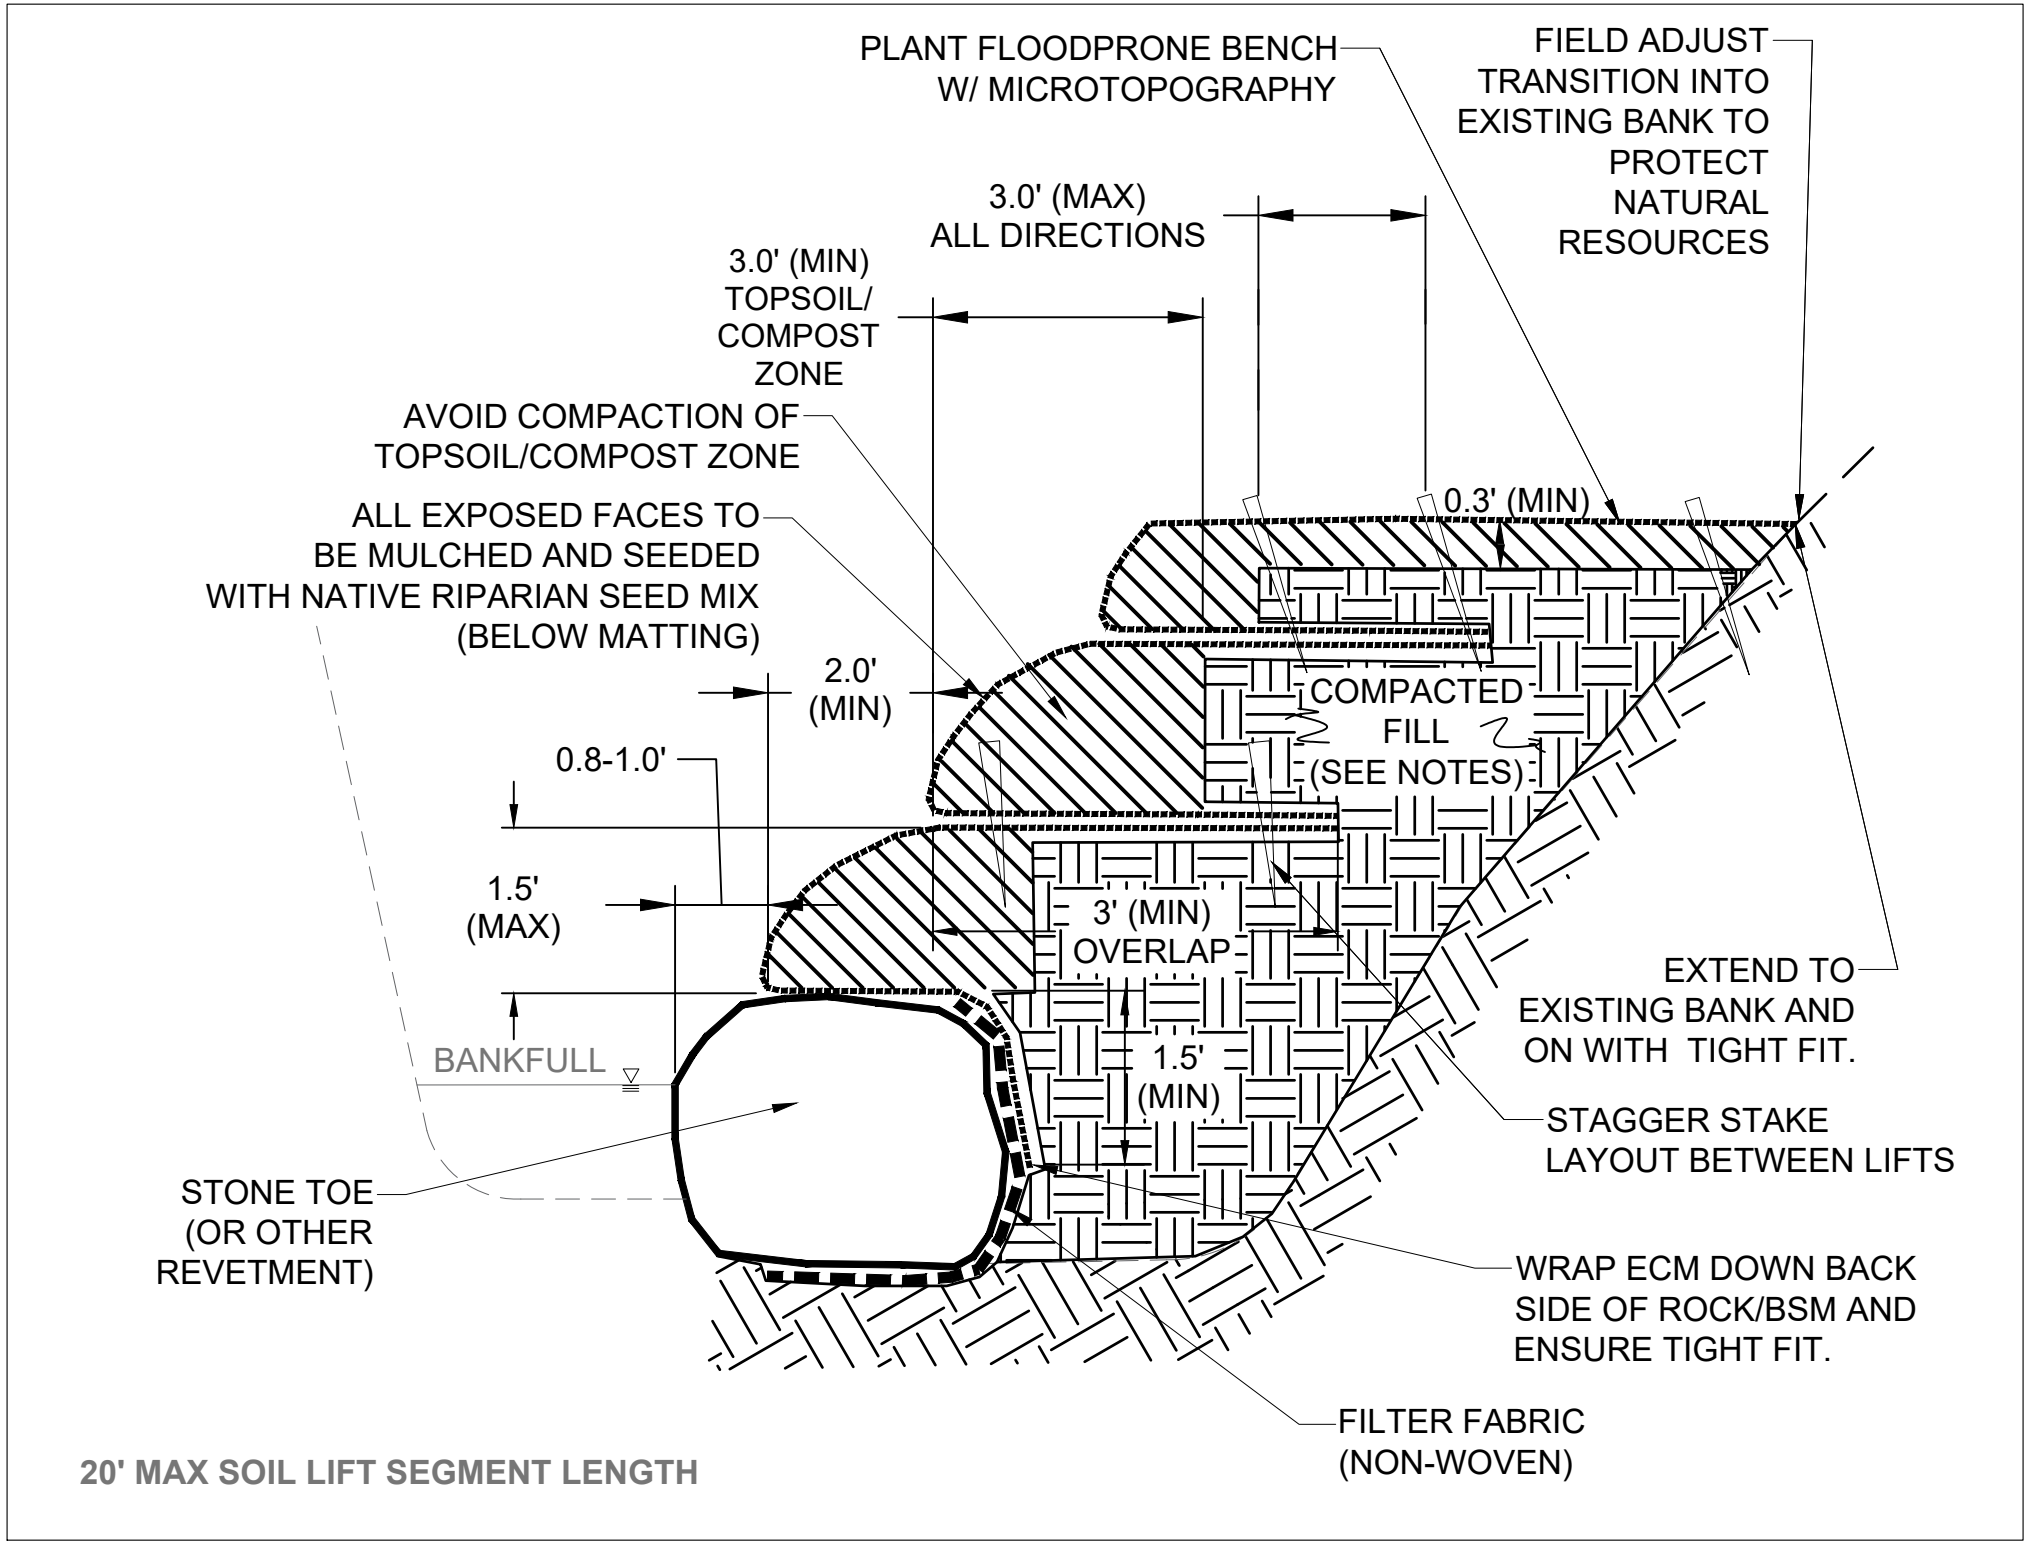 PLANT FLOODPRONE BENCH
W/ MICROTOPOGRAPHY
FIELD ADJUST
TRANSITION INTO
EXISTING BANK TO
PROTECT
NATURAL
RESOURCES
3.0' (MAX)
ALL DIRECTIONS
3.0' (MIN)
TOPSOIL/
COMPOST
ZONE
AVOID COMPACTION OF
TOPSOIL/COMPOST ZONE
ALL EXPOSED FACES TO
BE MULCHED AND SEEDED
WITH NATIVE RIPARIAN SEED MIX
(BELOW MATTING)
0.3' (MIN)
2.0'
(MIN)
COMPACTED
FILL
(SEE NOTES)
0.8-1.0'
1.5'
(MAX)
3' (MIN)
OVERLAP
EXTEND TO
EXISTING BANK AND
ON WITH  TIGHT FIT.
BANKFULL
1.5'
(MIN)
STAGGER STAKE
LAYOUT BETWEEN LIFTS
STONE TOE
(OR OTHER
REVETMENT)
WRAP ECM DOWN BACK
SIDE OF ROCK/BSM AND
ENSURE TIGHT FIT.
FILTER FABRIC
(NON-WOVEN)
20' MAX SOIL LIFT SEGMENT LENGTH